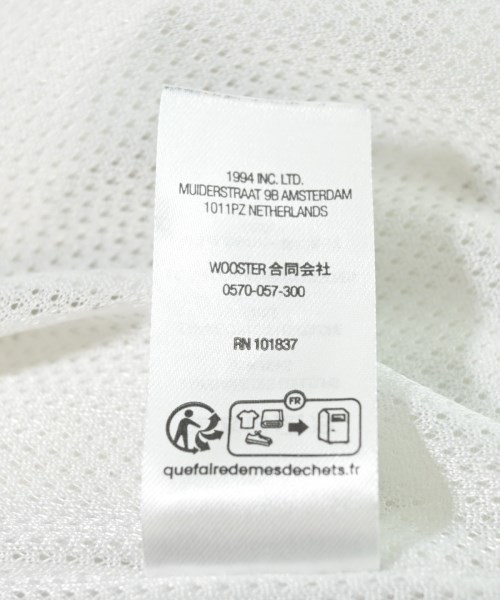 1994 INC. LTD.
MUIDERSTRAAT 9B AMSTERDAM
1011PZ NETHERLANDS
WOOSTER 合同会社
0570-057-300
RN 101837
FR
quefairedemesdechets.fr